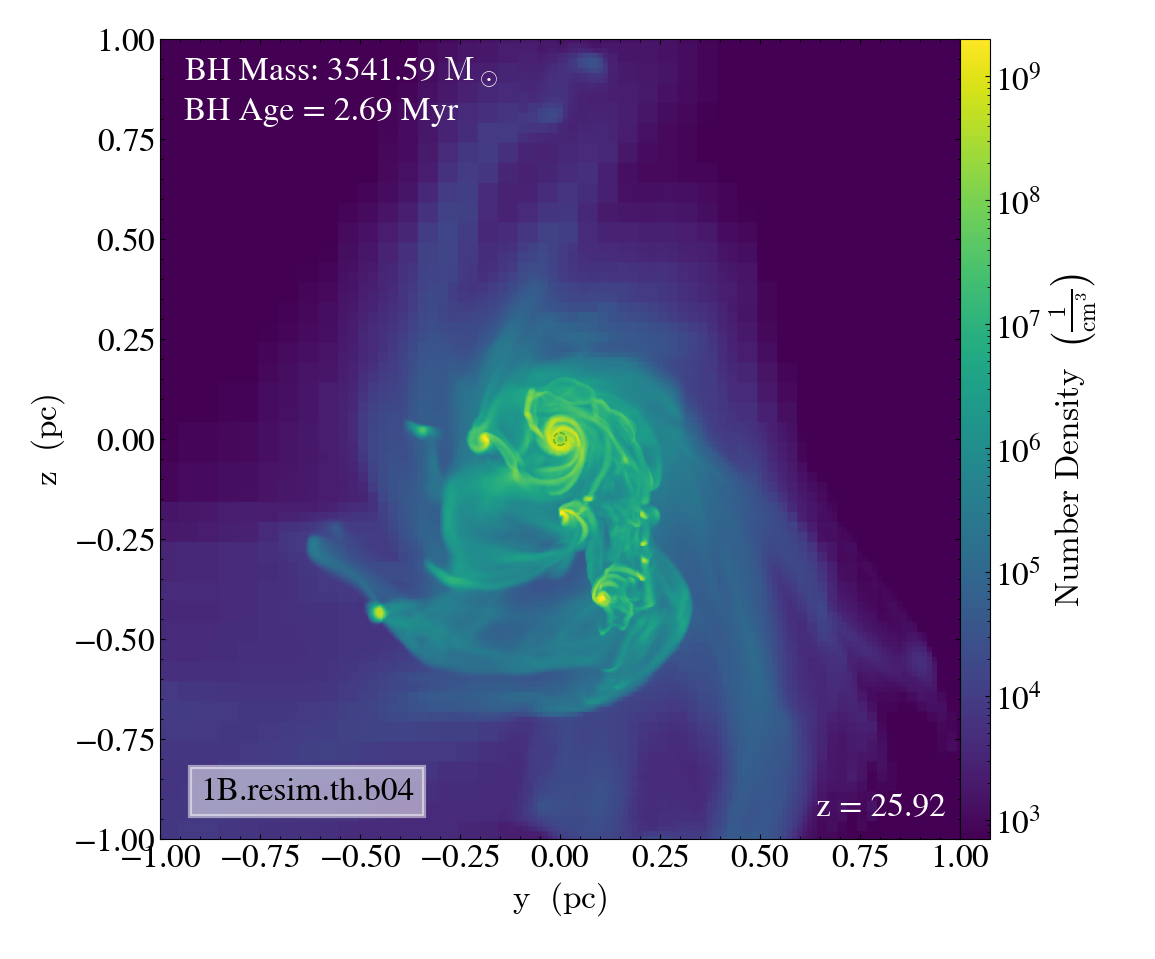 BH Mass: 3541.59 M⊙
BH Age = 2.69 Myr
1B.resim.th.b04
z = 25.92
1.00
0.75
0.50
0.25
0.00
−0.25
−0.50
−0.75
−1.00
z (pc)
−1.00 −0.75 −0.50 −0.25 0.00 0.25 0.50 0.75 1.00
y (pc)
10⁹
10⁸
10⁷
10⁶
10⁵
10⁴
10³
Number Density (1/cm³)